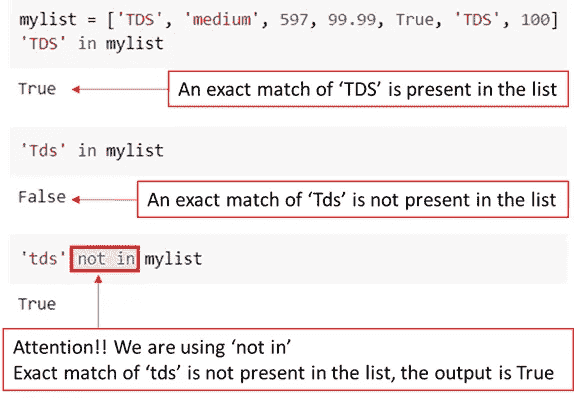 mylist = ['TDS', 'medium', 597, 99.99, True, 'TDS', 100]
'TDS' in mylist
True
An exact match of ‘TDS’ is present in the list
'Tds' in mylist
False
An exact match of ‘Tds’ is not present in the list
'tds' not in mylist
True
Attention!! We are using ‘not in’
Exact match of ‘tds’ is not present in the list, the output is True